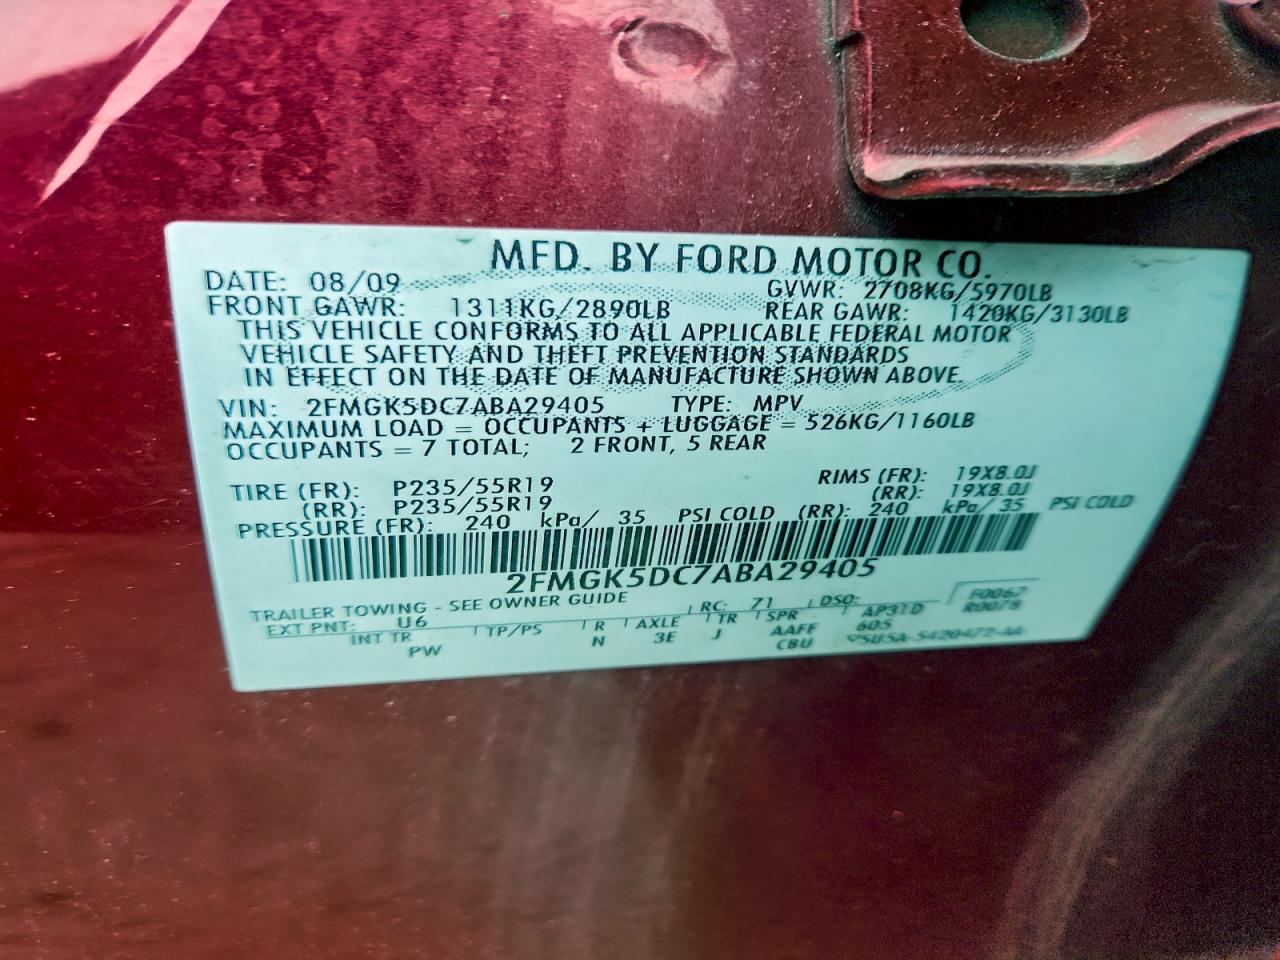 MFD. BY FORD MOTOR CO.
DATE: 08/09 GVWR: 2708KG/5970LB
FRONT GAWR: 1311KG/2890LB REAR GAWR: 1420KG/3130LB
THIS VEHICLE CONFORMS TO ALL APPLICABLE FEDERAL MOTOR
VEHICLE SAFETY AND THEFT PREVENTION STANDARDS
IN EFFECT ON THE DATE OF MANUFACTURE SHOWN ABOVE
VIN: 2FMGK5DC7ABA29405 TYPE: MPV
MAXIMUM LOAD = OCCUPANTS + LUGGAGE = 526KG/1160LB
OCCUPANTS = 7 TOTAL; 2 FRONT, 5 REAR
TIRE (FR): P235/55R19 RIMS (FR): 19X8.0J
(RR): P235/55R19 (RR): 19X8.0J
PRESSURE (FR): 240 kPa/ 35 PSI COLD (RR): 240 kPa/ 35 PSI COLD
2FMGK5DC7ABA29405
TRAILER TOWING - SEE OWNER GUIDE RC: 71 DSO: F0067
EXT PNT: U6 AP31D R0078
INT TR TP/PS R AXLE TR SPR 605
PW N 3E J AAFF
CBU